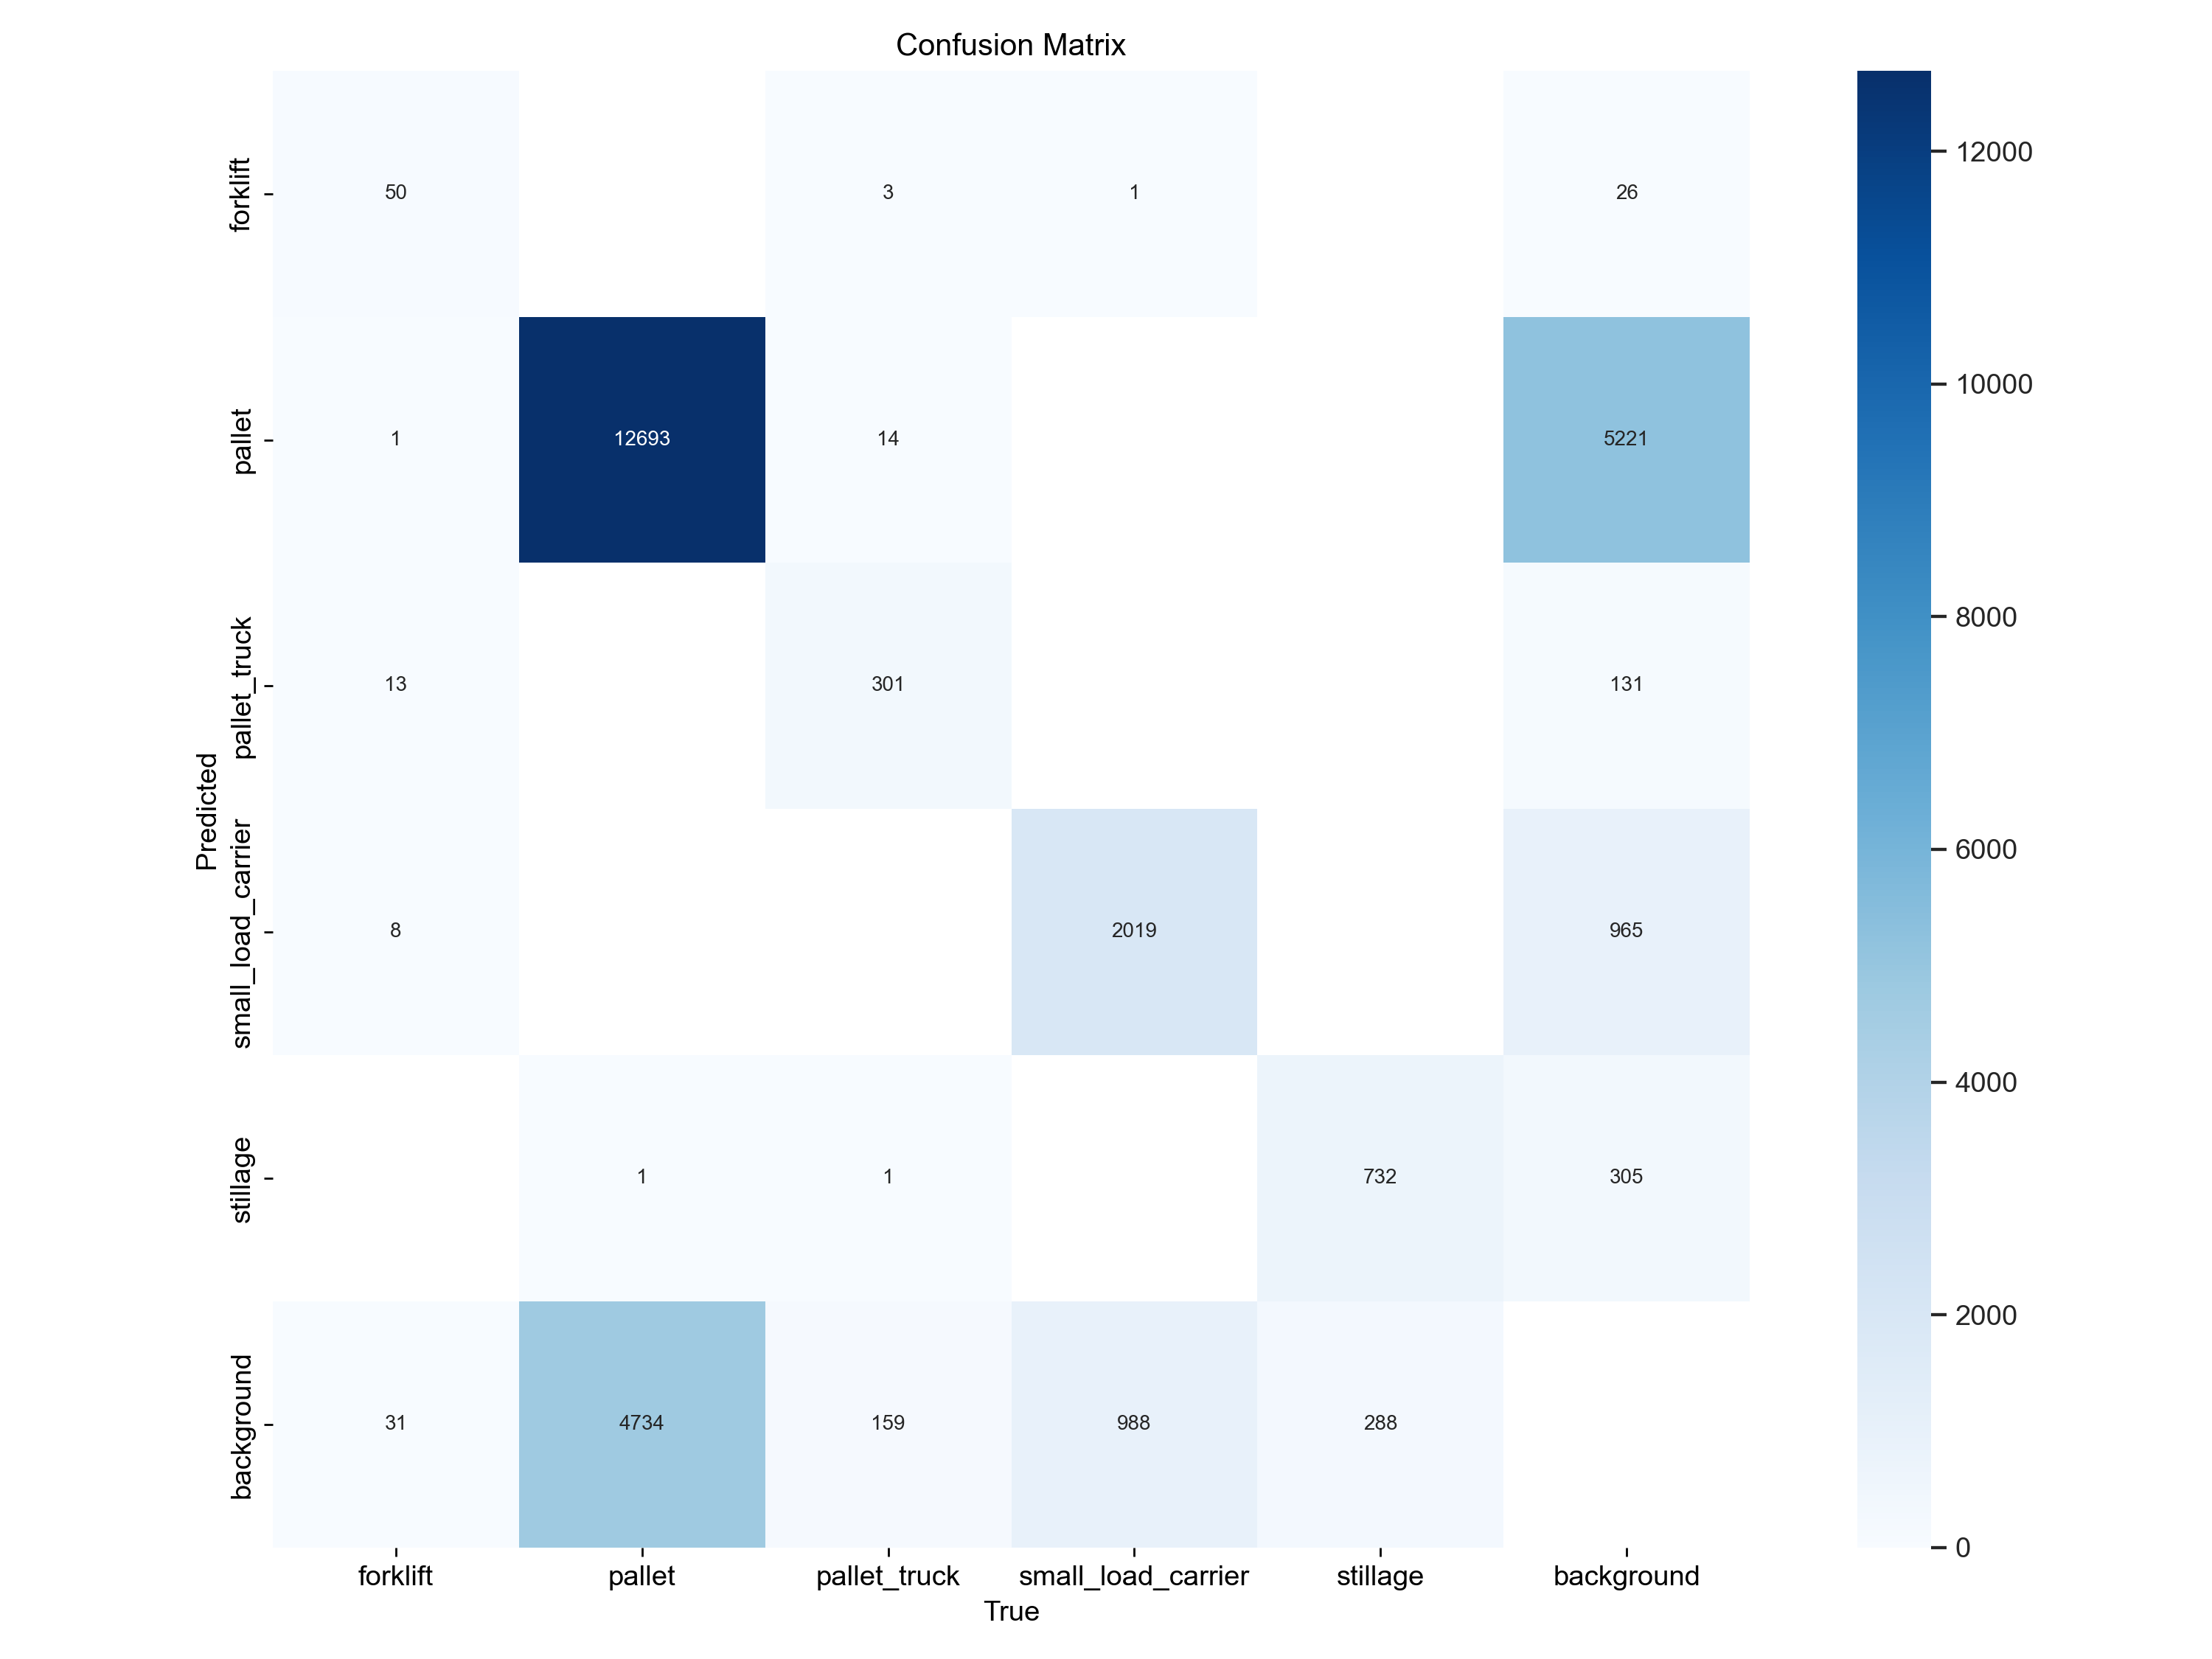 Confusion Matrix
forklift
50
3
1
26
12000
pallet
1
12693
14
5221
10000
8000
pallet_truck
13
301
131
6000
Predicted
small_load_carrier
8
2019
965
4000
stillage
1
1
732
305
2000
background
31
4734
159
988
288
0
forklift
pallet
pallet_truck
small_load_carrier
stillage
background
True